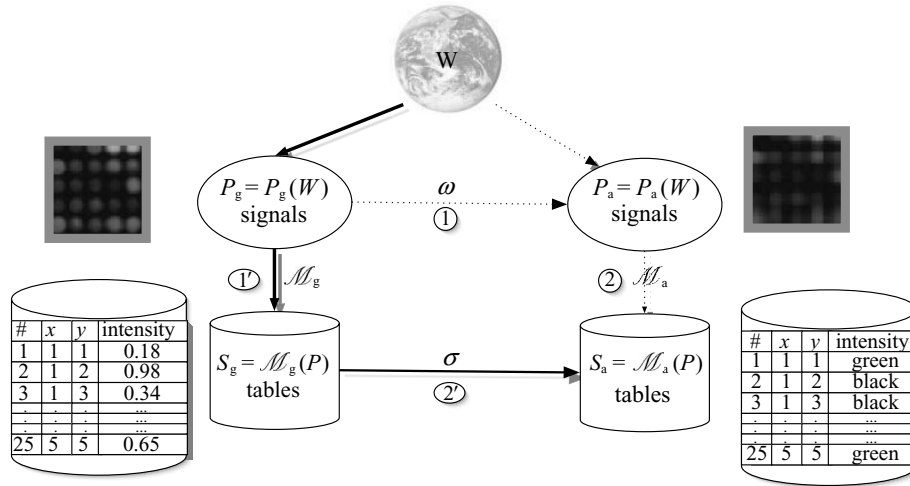 W
P_g = P_g (W)
signals
ω
1
P_a = P_a (W)
signals
1′
ℳ_g
2
ℳ_a
S_g = ℳ_g (P)
tables
σ
2′
S_a = ℳ_a (P)
tables
# x y intensity
1 1 1 0.18
2 1 2 0.98
3 1 3 0.34
. . . ...
. . . ...
. . . ...
25 5 5 0.65
# x y intensity
1 1 1 green
2 1 2 black
3 1 3 black
. . . ...
. . . ...
. . . ...
25 5 5 green